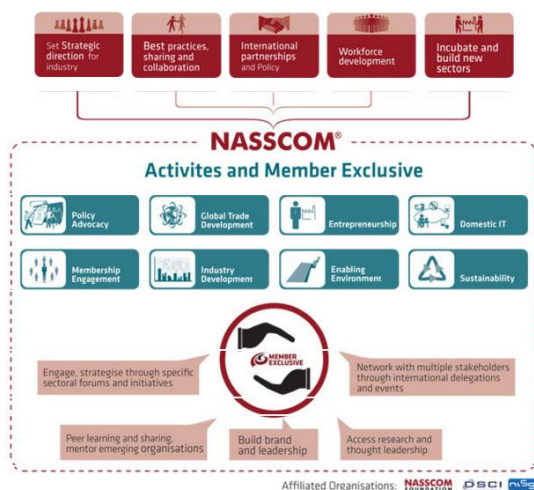 Set Strategic
direction for
industry
Best practices,
sharing and
collaboration
International
partnerships
and Policy
Workforce
development
Incubate and
build new
sectors
NASSCOM®
Activites and Member Exclusive
Policy
Advocacy
Global Trade
Development
Entrepreneurship
Domestic IT
Membership
Engagement
Industry
Development
Enabling
Environment
Sustainability
MEMBER
EXCLUSIVE
Engage, strategise through specific
sectoral forums and initiatives
Network with multiple stakeholders
through international delegations
and events
Peer learning and sharing,
mentor emerging organisations
Build brand
and leadership
Access research and
thought leadership
Affiliated Organisations: NASSCOM
FOUNDATION
DSCI
nisg